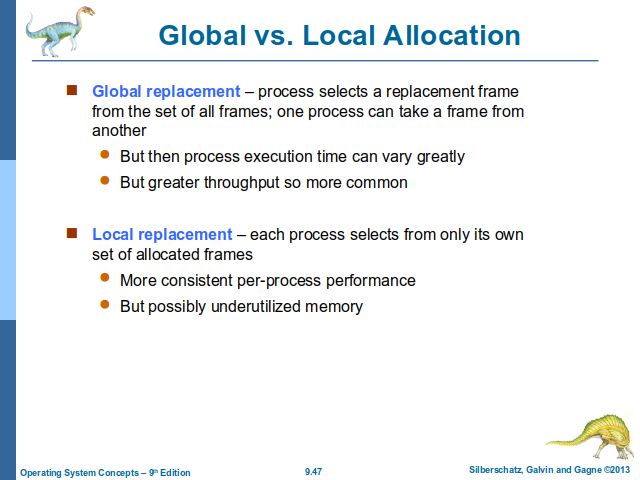 Global vs. Local Allocation
Global replacement – process selects a replacement frame
from the set of all frames; one process can take a frame from
another
But then process execution time can vary greatly
But greater throughput so more common
Local replacement – each process selects from only its own
set of allocated frames
More consistent per-process performance
But possibly underutilized memory
Operating System Concepts – 9th Edition
9.47
Silberschatz, Galvin and Gagne ©2013